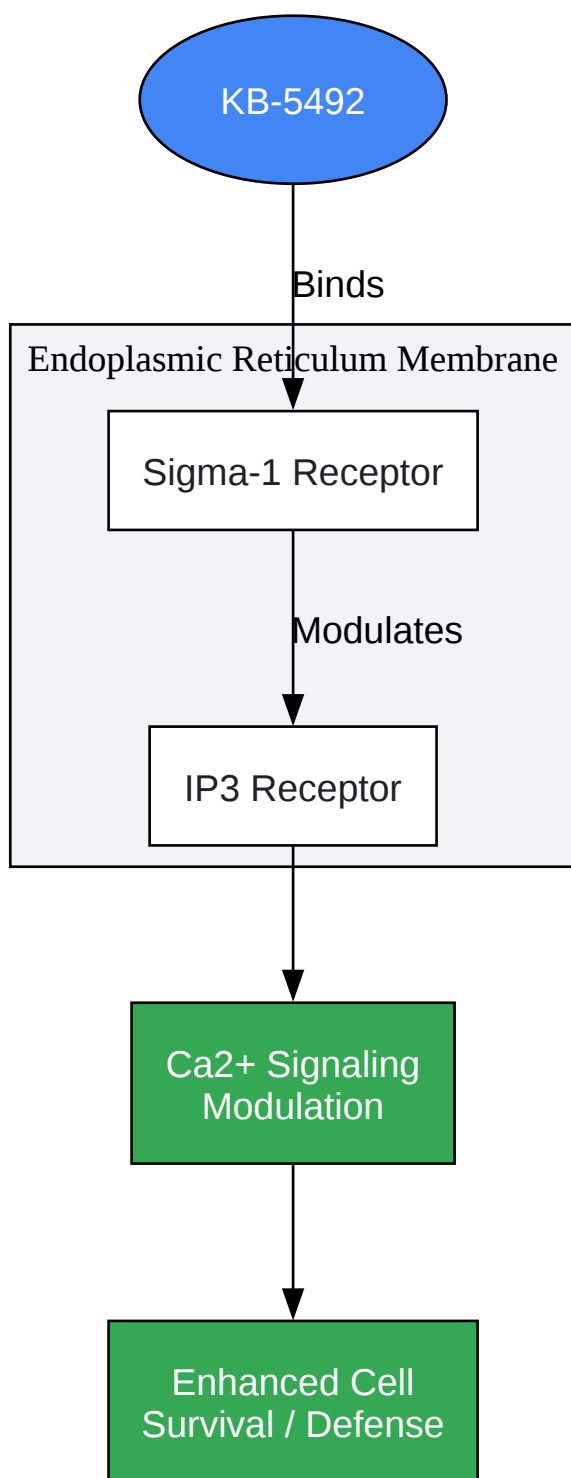 KB-5492
Binds
Endoplasmic Reticulum Membrane
Sigma-1 Receptor
Modulates
IP3 Receptor
Ca2+ Signaling
Modulation
Enhanced Cell
Survival / Defense